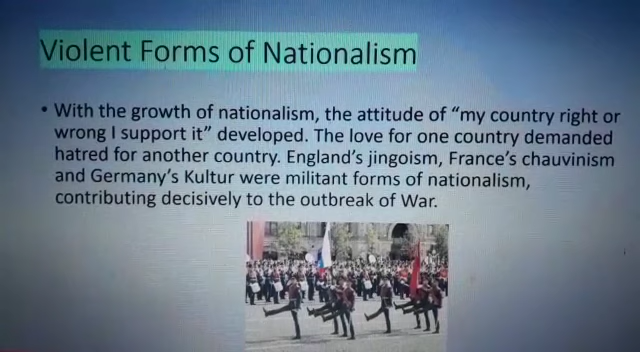 Violent Forms of Nationalism
• With the growth of nationalism, the attitude of “my country right or
wrong I support it” developed. The love for one country demanded
hatred for another country. England’s jingoism, France’s chauvinism
and Germany’s Kultur were militant forms of nationalism,
contributing decisively to the outbreak of War.